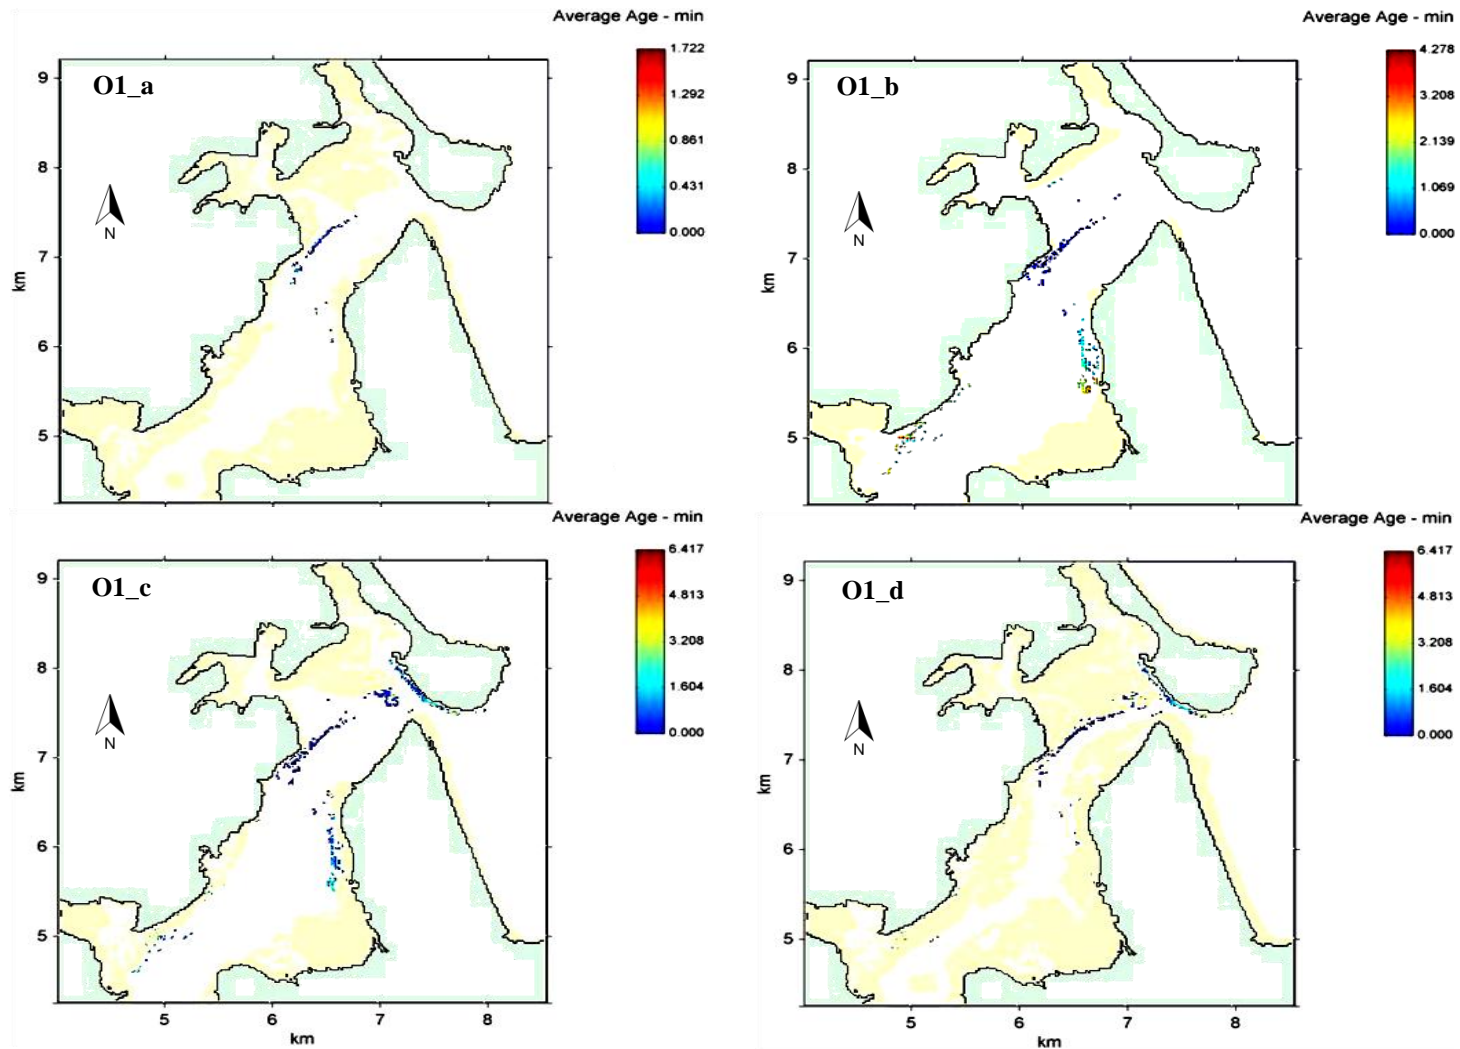 Average Age - min
1.722
1.292
0.861
0.431
0.000
O1_a
9
8
7
6
5
km
N
Average Age - min
4.278
3.208
2.139
1.069
0.000
O1_b
9
8
7
6
5
km
N
Average Age - min
6.417
4.813
3.208
1.604
0.000
O1_c
9
8
7
6
5
km
N
5 6 7 8
km
Average Age - min
6.417
4.813
3.208
1.604
0.000
O1_d
9
8
7
6
5
km
N
5 6 7 8
km